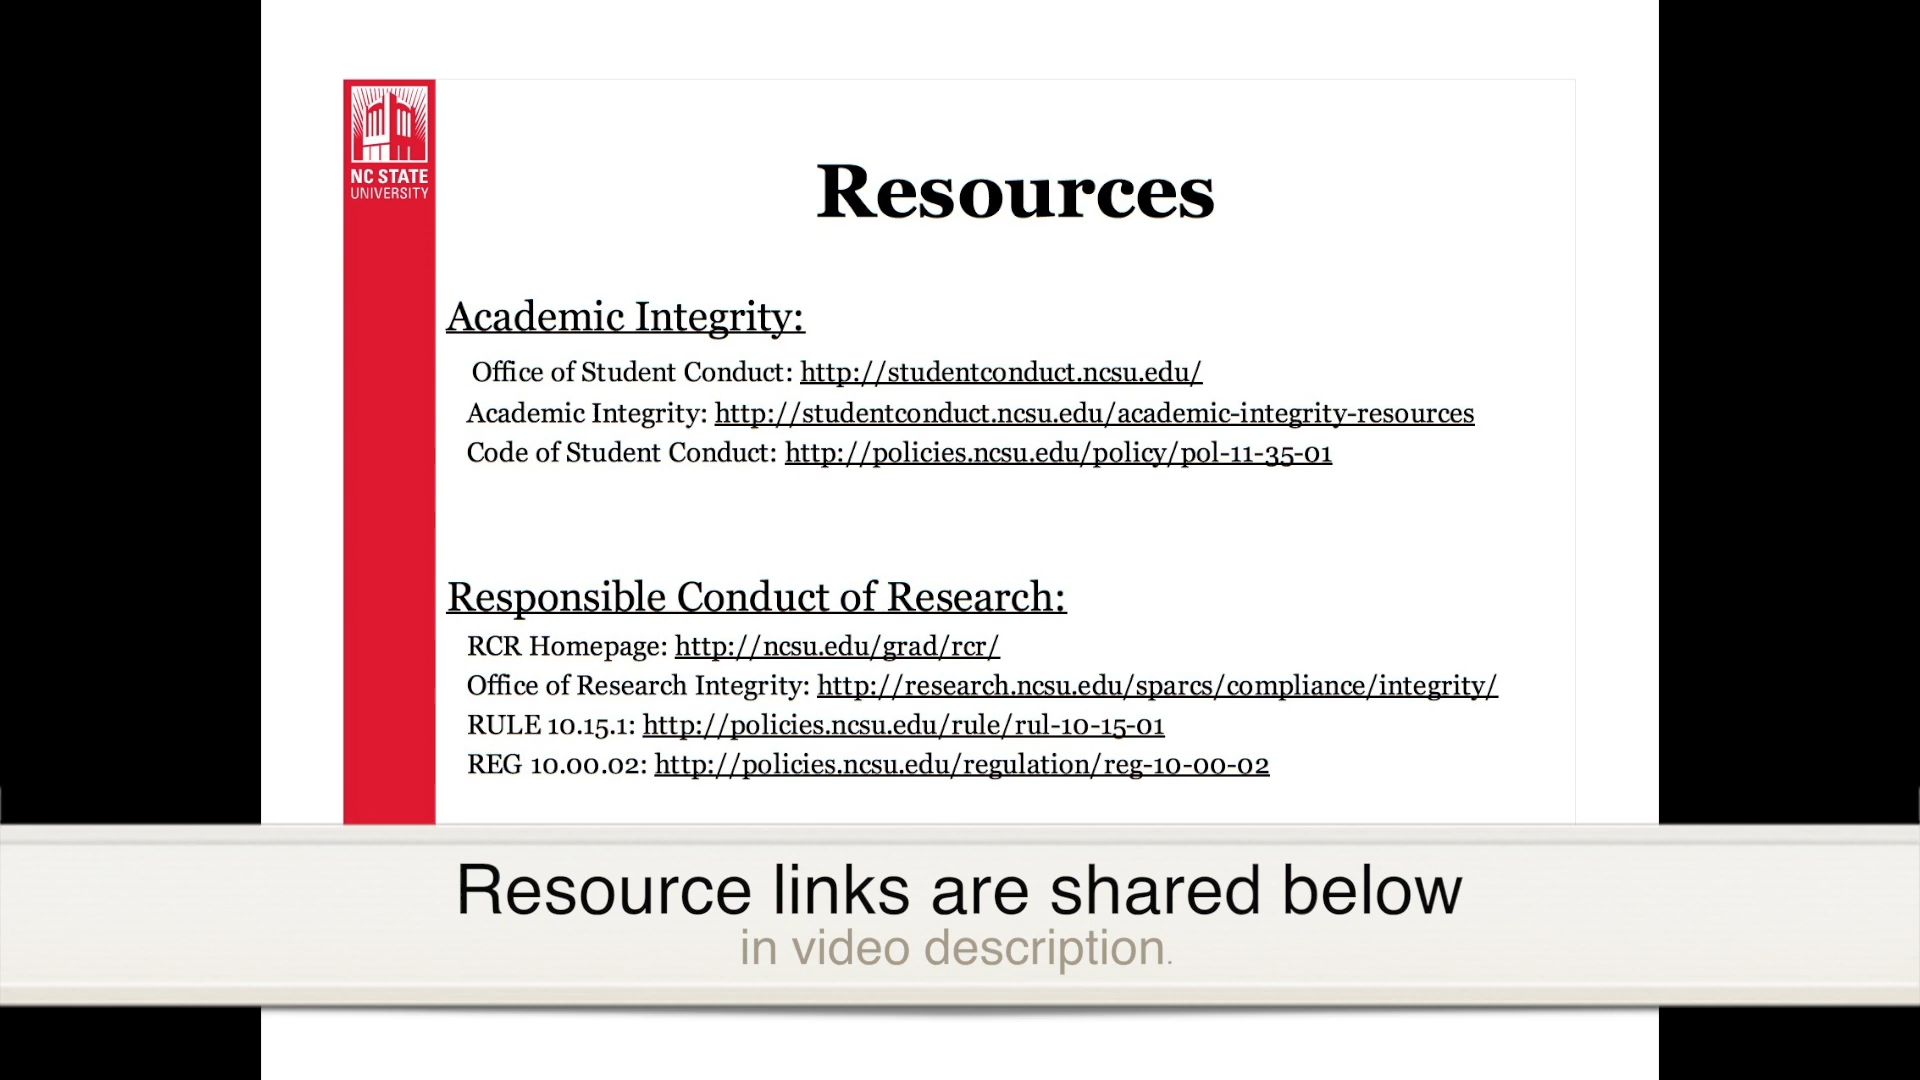 NC STATE
UNIVERSITY
Resources
Academic Integrity:
Office of Student Conduct: http://studentconduct.ncsu.edu/
Academic Integrity: http://studentconduct.ncsu.edu/academic-integrity-resources
Code of Student Conduct: http://policies.ncsu.edu/policy/pol-11-35-01
Responsible Conduct of Research:
RCR Homepage: http://ncsu.edu/grad/rcr/
Office of Research Integrity: http://research.ncsu.edu/sparcs/compliance/integrity/
RULE 10.15.1: http://policies.ncsu.edu/rule/rul-10-15-01
REG 10.00.02: http://policies.ncsu.edu/regulation/reg-10-00-02
Resource links are shared below
in video description.